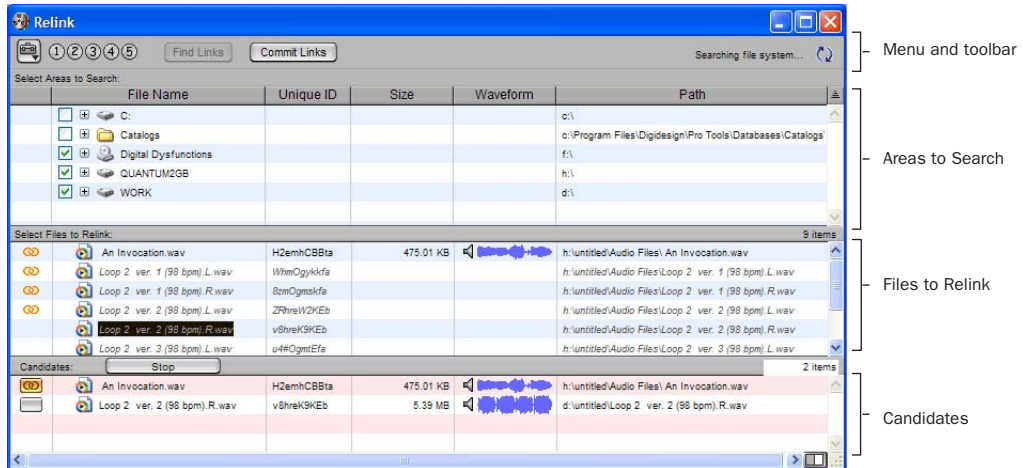 Relink
1 2 3 4 5 Find Links Commit Links Searching file system...
Menu and toolbar
Select Areas to Search:
File Name Unique ID Size Waveform Path
C: c:\
Catalogs c:\Program Files\Digidesign\Pro Tools\Databases\Catalogs
Digital Dysfunctions f:\
Areas to Search
QUANTUM2GB h:\
WORK d:\
Select Files to Relink: 9 items
An Invocation.wav H2emhCBBta 475.01 KB h:\untitled\Audio Files\ An Invocation.wav
Loop 2 ver. 1 (98 bpm).L.wav WhmOgykkfa h:\untitled\Audio Files\Loop 2 ver. 1 (98 bpm).L.wav
Files to Relink
Loop 2 ver. 1 (98 bpm).R.wav 8zmOgmskfa h:\untitled\Audio Files\Loop 2 ver. 1 (98 bpm).R.wav
Loop 2 ver. 2 (98 bpm).L.wav ZRhreW2KEb h:\untitled\Audio Files\Loop 2 ver. 2 (98 bpm).L.wav
Loop 2 ver. 2 (98 bpm).R.wav v8hreK9KEb h:\untitled\Audio Files\Loop 2 ver. 2 (98 bpm).R.wav
Loop 2 ver. 3 (98 bpm).L.wav u4#OgmtEfa h:\untitled\Audio Files\Loop 2 ver. 3 (98 bpm).L.wav
Candidates: Stop 2 items
An Invocation.wav H2emhCBBta 475.01 KB h:\untitled\Audio Files\ An Invocation.wav
Loop 2 ver. 2 (98 bpm).R.wav v8hreK9KEb 5.39 MB d:\untitled\Loop 2 ver. 2 (98 bpm).R.wav
Candidates